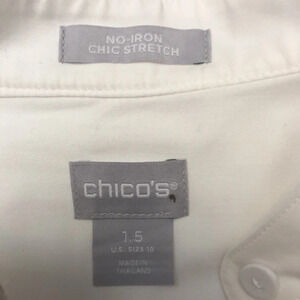 NO-IRON
CHIC STRETCH
chico's®
1.5
U.S. SIZE 10
MADE IN
THAILAND